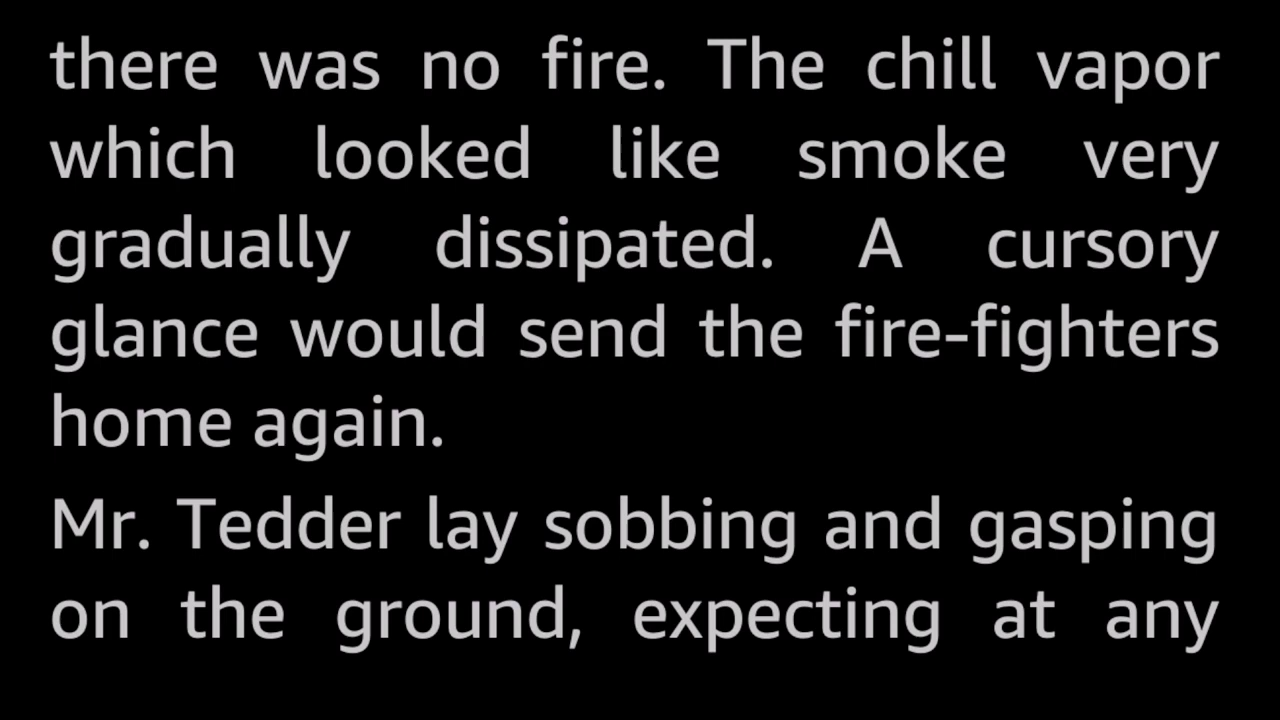 there was no fire. The chill vapor
which looked like smoke very
gradually dissipated. A cursory
glance would send the fire-fighters
home again.
Mr. Tedder lay sobbing and gasping
on the ground, expecting at any